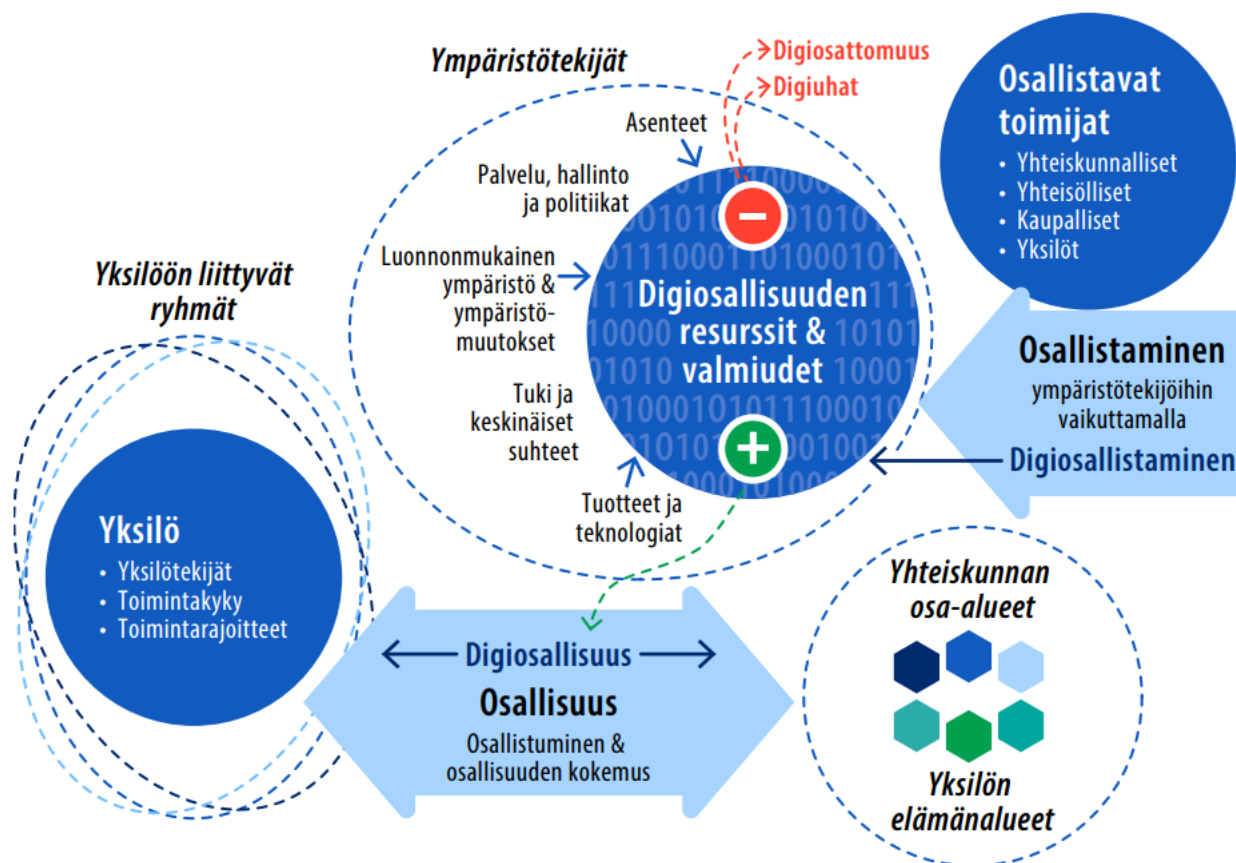 Ympäristötekijät
Digiosattomuus
Digiuhat
Asenteet
Palvelu, hallinto
ja politiikat
Luonnonmukainen
ympäristö &
ympäristö-
muutokset
Tuki ja
keskinäiset
suhteet
Tuotteet ja
teknologiat
Digiosallisuuden
resurssit &
valmiudet
Osallistavat
toimijat
• Yhteiskunnalliset
• Yhteisölliset
• Kaupalliset
• Yksilöt
Osallistaminen
ympäristötekijöihin
vaikuttamalla
Digiosallistaminen
Yksilöön liittyvät
ryhmät
Yksilö
• Yksilötekijät
• Toimintakyky
• Toimintarajoitteet
Digiosallisuus
Osallisuus
Osallistuminen &
osallisuuden kokemus
Yhteiskunnan
osa-alueet
Yksilön
elämänalueet